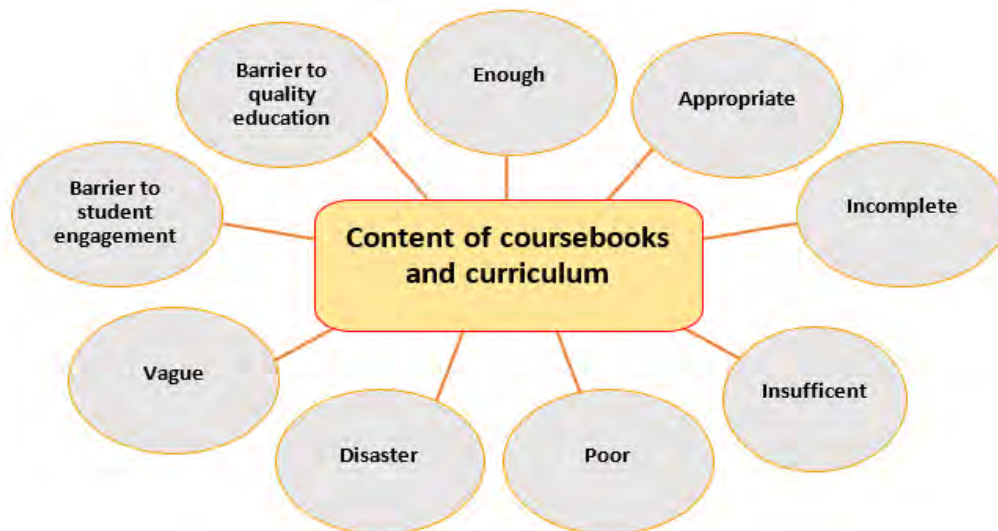 Barrier to
quality
education
Enough
Appropriate
Barrier to
student
engagement
Content of coursebooks
and curriculum
Incomplete
Vague
Insufficent
Disaster
Poor